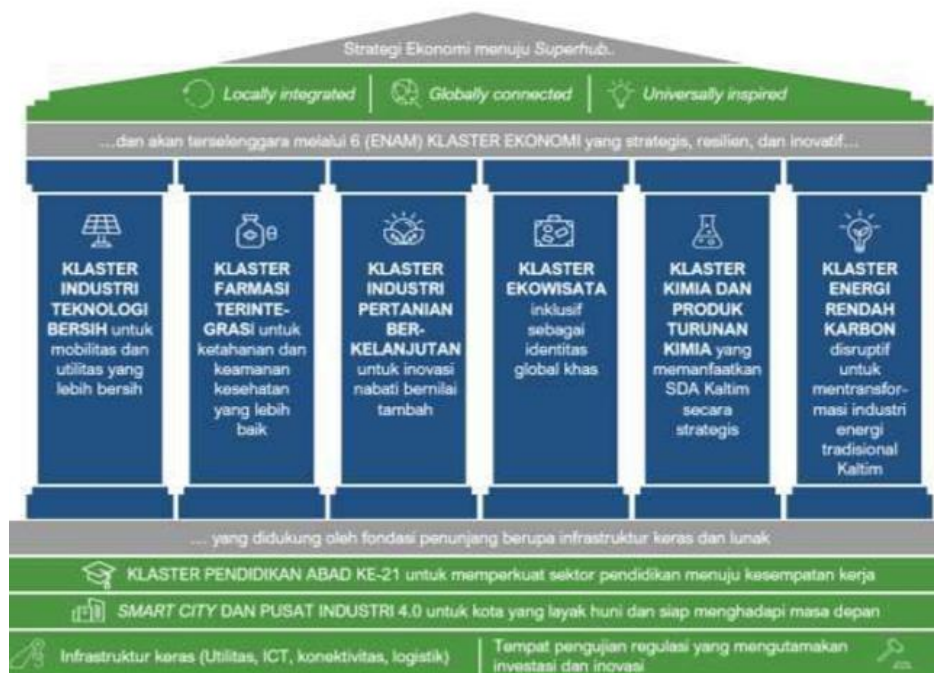 Strategi Ekonomi menuju Superhub..
Locally integrated
Globally connected
Universally inspired
...dan akan terselenggara melalui 6 (ENAM) KLASTER EKONOMI yang strategis, resilien, dan inovatif...
KLASTER
INDUSTRI
TEKNOLOGI
BERSIH untuk
mobilitas dan
utilitas yang
lebih bersih
KLASTER
FARMASI
TERINTE-
GRASI untuk
ketahanan dan
keamanan
kesehatan
yang lebih
baik
KLASTER
INDUSTRI
PERTANIAN
BER-
KELANJUTAN
untuk inovasi
nabati bernilai
tambah
KLASTER
EKOWISATA
inklusif
sebagai
identitas
global khas
KLASTER
KIMIA DAN
PRODUK
TURUNAN
KIMIA yang
memanfaatkan
SDA Kaltim
secara
strategis
KLASTER
ENERGI
RENDAH
KARBON
disruptif
untuk
mentransfor-
masi industri
energi
tradisional
Kaltim
... yang didukung oleh fondasi penunjang berupa infrastruktur keras dan lunak
KLASTER PENDIDIKAN ABAD KE-21 untuk memperkuat sektor pendidikan menuju kesempatan kerja
SMART CITY DAN PUSAT INDUSTRI 4.0 untuk kota yang layak huni dan siap menghadapi masa depan
Infrastruktur keras (Utilitas, ICT, konektivitas, logistik)
Tempat pengujian regulasi yang mengutamakan
investasi dan inovasi